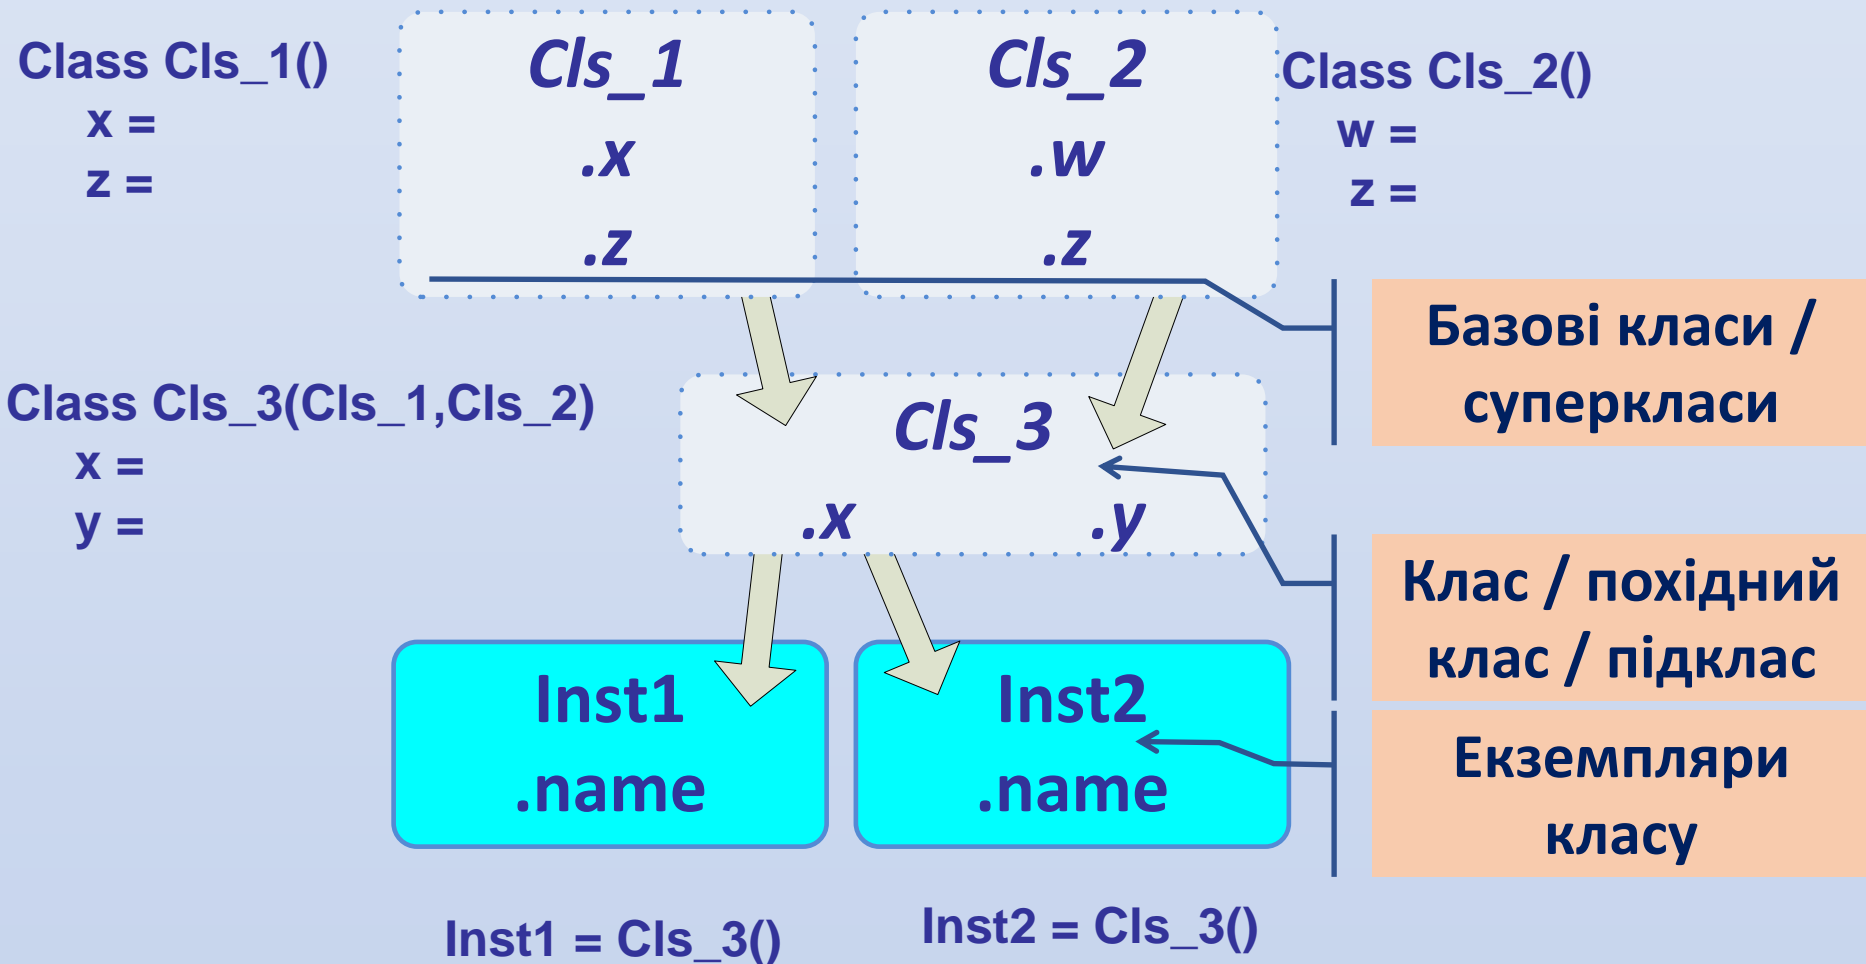 Class Cls_1()
x =
z =
Cls_1
.x
.z
Cls_2
.w
.z
Class Cls_2()
w =
z =
Базові класи /
суперкласи
Class Cls_3(Cls_1,Cls_2)
x =
y =
Cls_3
.x .y
Клас / похідний
клас / підклас
Inst1
.name
Inst2
.name
Екземпляри
класу
Inst1 = Cls_3()
Inst2 = Cls_3()